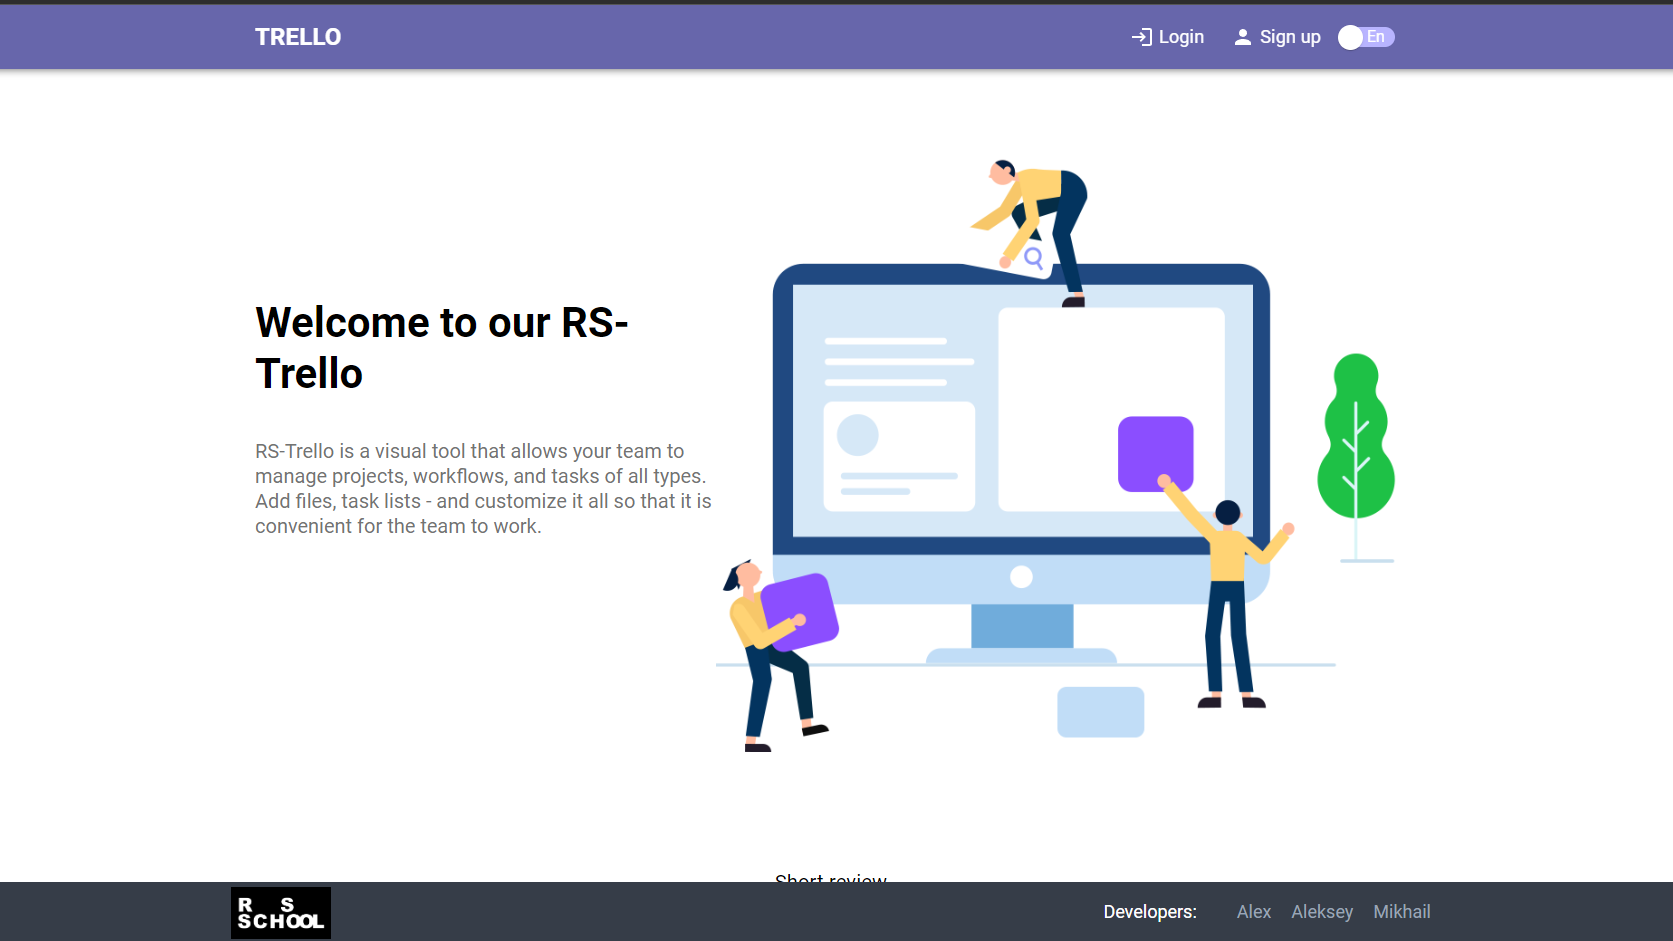 TRELLO
Login
Sign up
En
Welcome to our RS-
Trello
RS-Trello is a visual tool that allows your team to
manage projects, workflows, and tasks of all types.
Add files, task lists - and customize it all so that it is
convenient for the team to work.
Short review
R S
SCHOOL
Developers: Alex Aleksey Mikhail